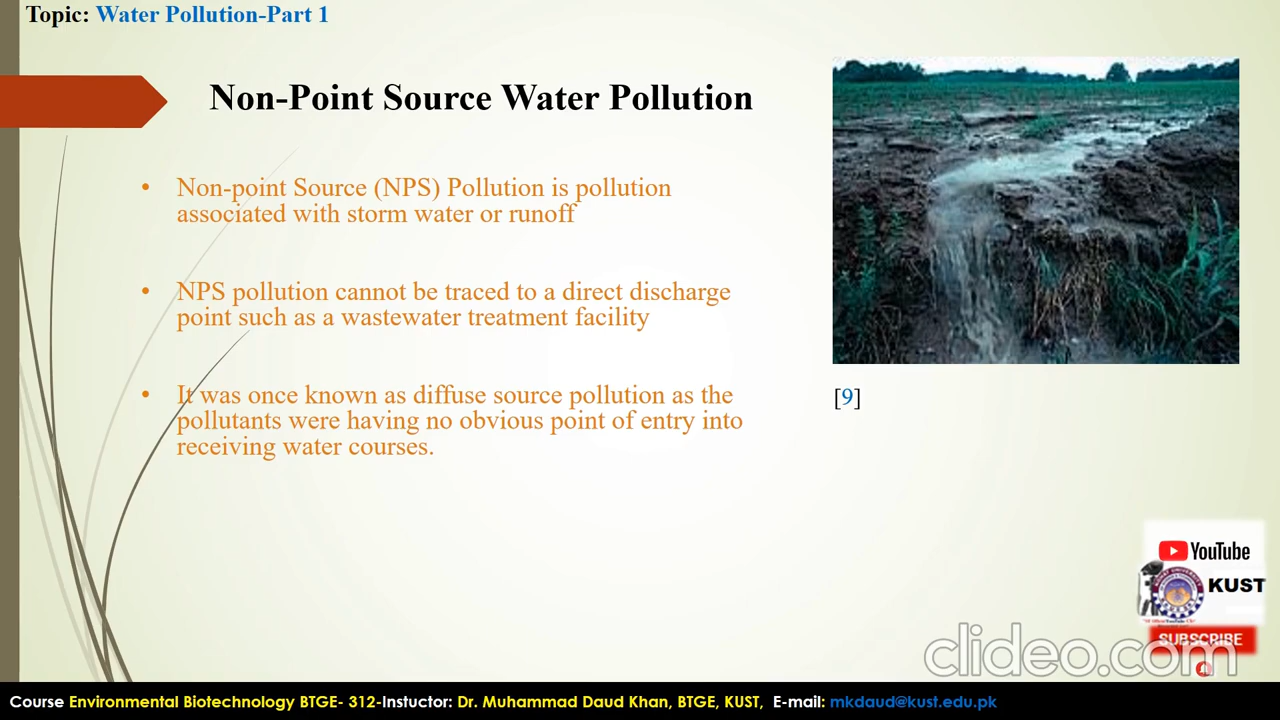 Topic: Water Pollution-Part 1
Non-Point Source Water Pollution
• Non-point Source (NPS) Pollution is pollution
associated with storm water or runoff
• NPS pollution cannot be traced to a direct discharge
point such as a wastewater treatment facility
• It was once known as diffuse source pollution as the
pollutants were having no obvious point of entry into
receiving water courses.
[9]
YouTube
KUST
SUBSCRIBE
clideo.com
Course Environmental Biotechnology BTGE- 312-Instuctor: Dr. Muhammad Daud Khan, BTGE, KUST, E-mail: mkdaud@kust.edu.pk